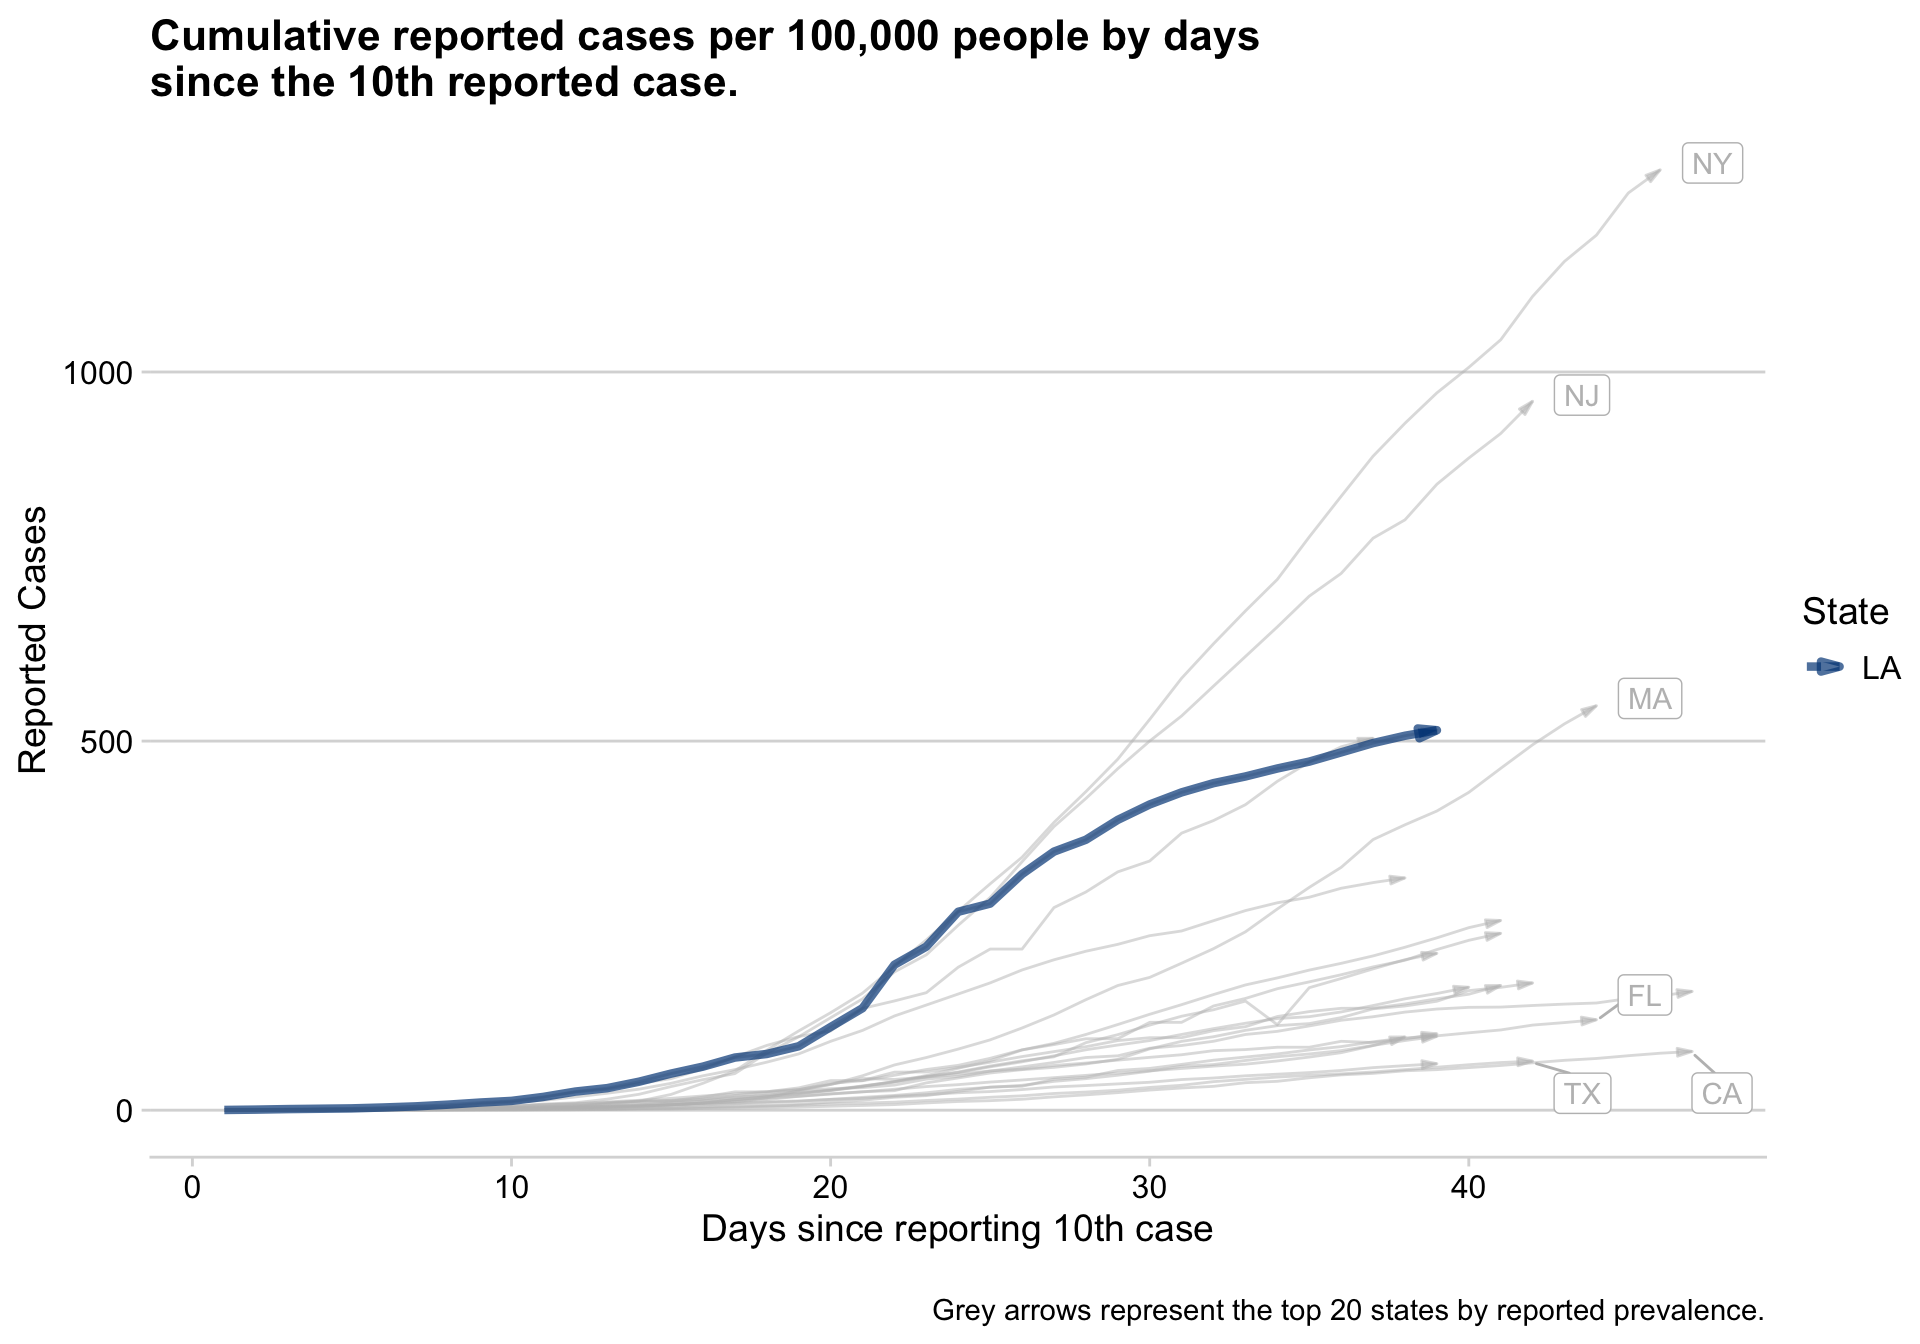 Cumulative reported cases per 100,000 people by days
since the 10th reported case.
NY
1000
NJ
Reported Cases
State
LA
MA
500
FL
TX
CA
0
0 10 20 30 40
Days since reporting 10th case
Grey arrows represent the top 20 states by reported prevalence.